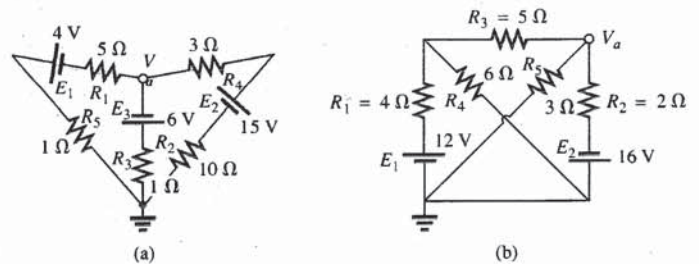 4 V
5 Ω
V
a
3 Ω
E1
R1
R4
E3
E2
6 V
15 V
R5
R2
1 Ω
R3
10 Ω
1 Ω
(a)
R3 = 5 Ω
Va
6 Ω
R5
R1 = 4 Ω
R4
3 Ω
R2 = 2 Ω
12 V
E1
E2
16 V
(b)